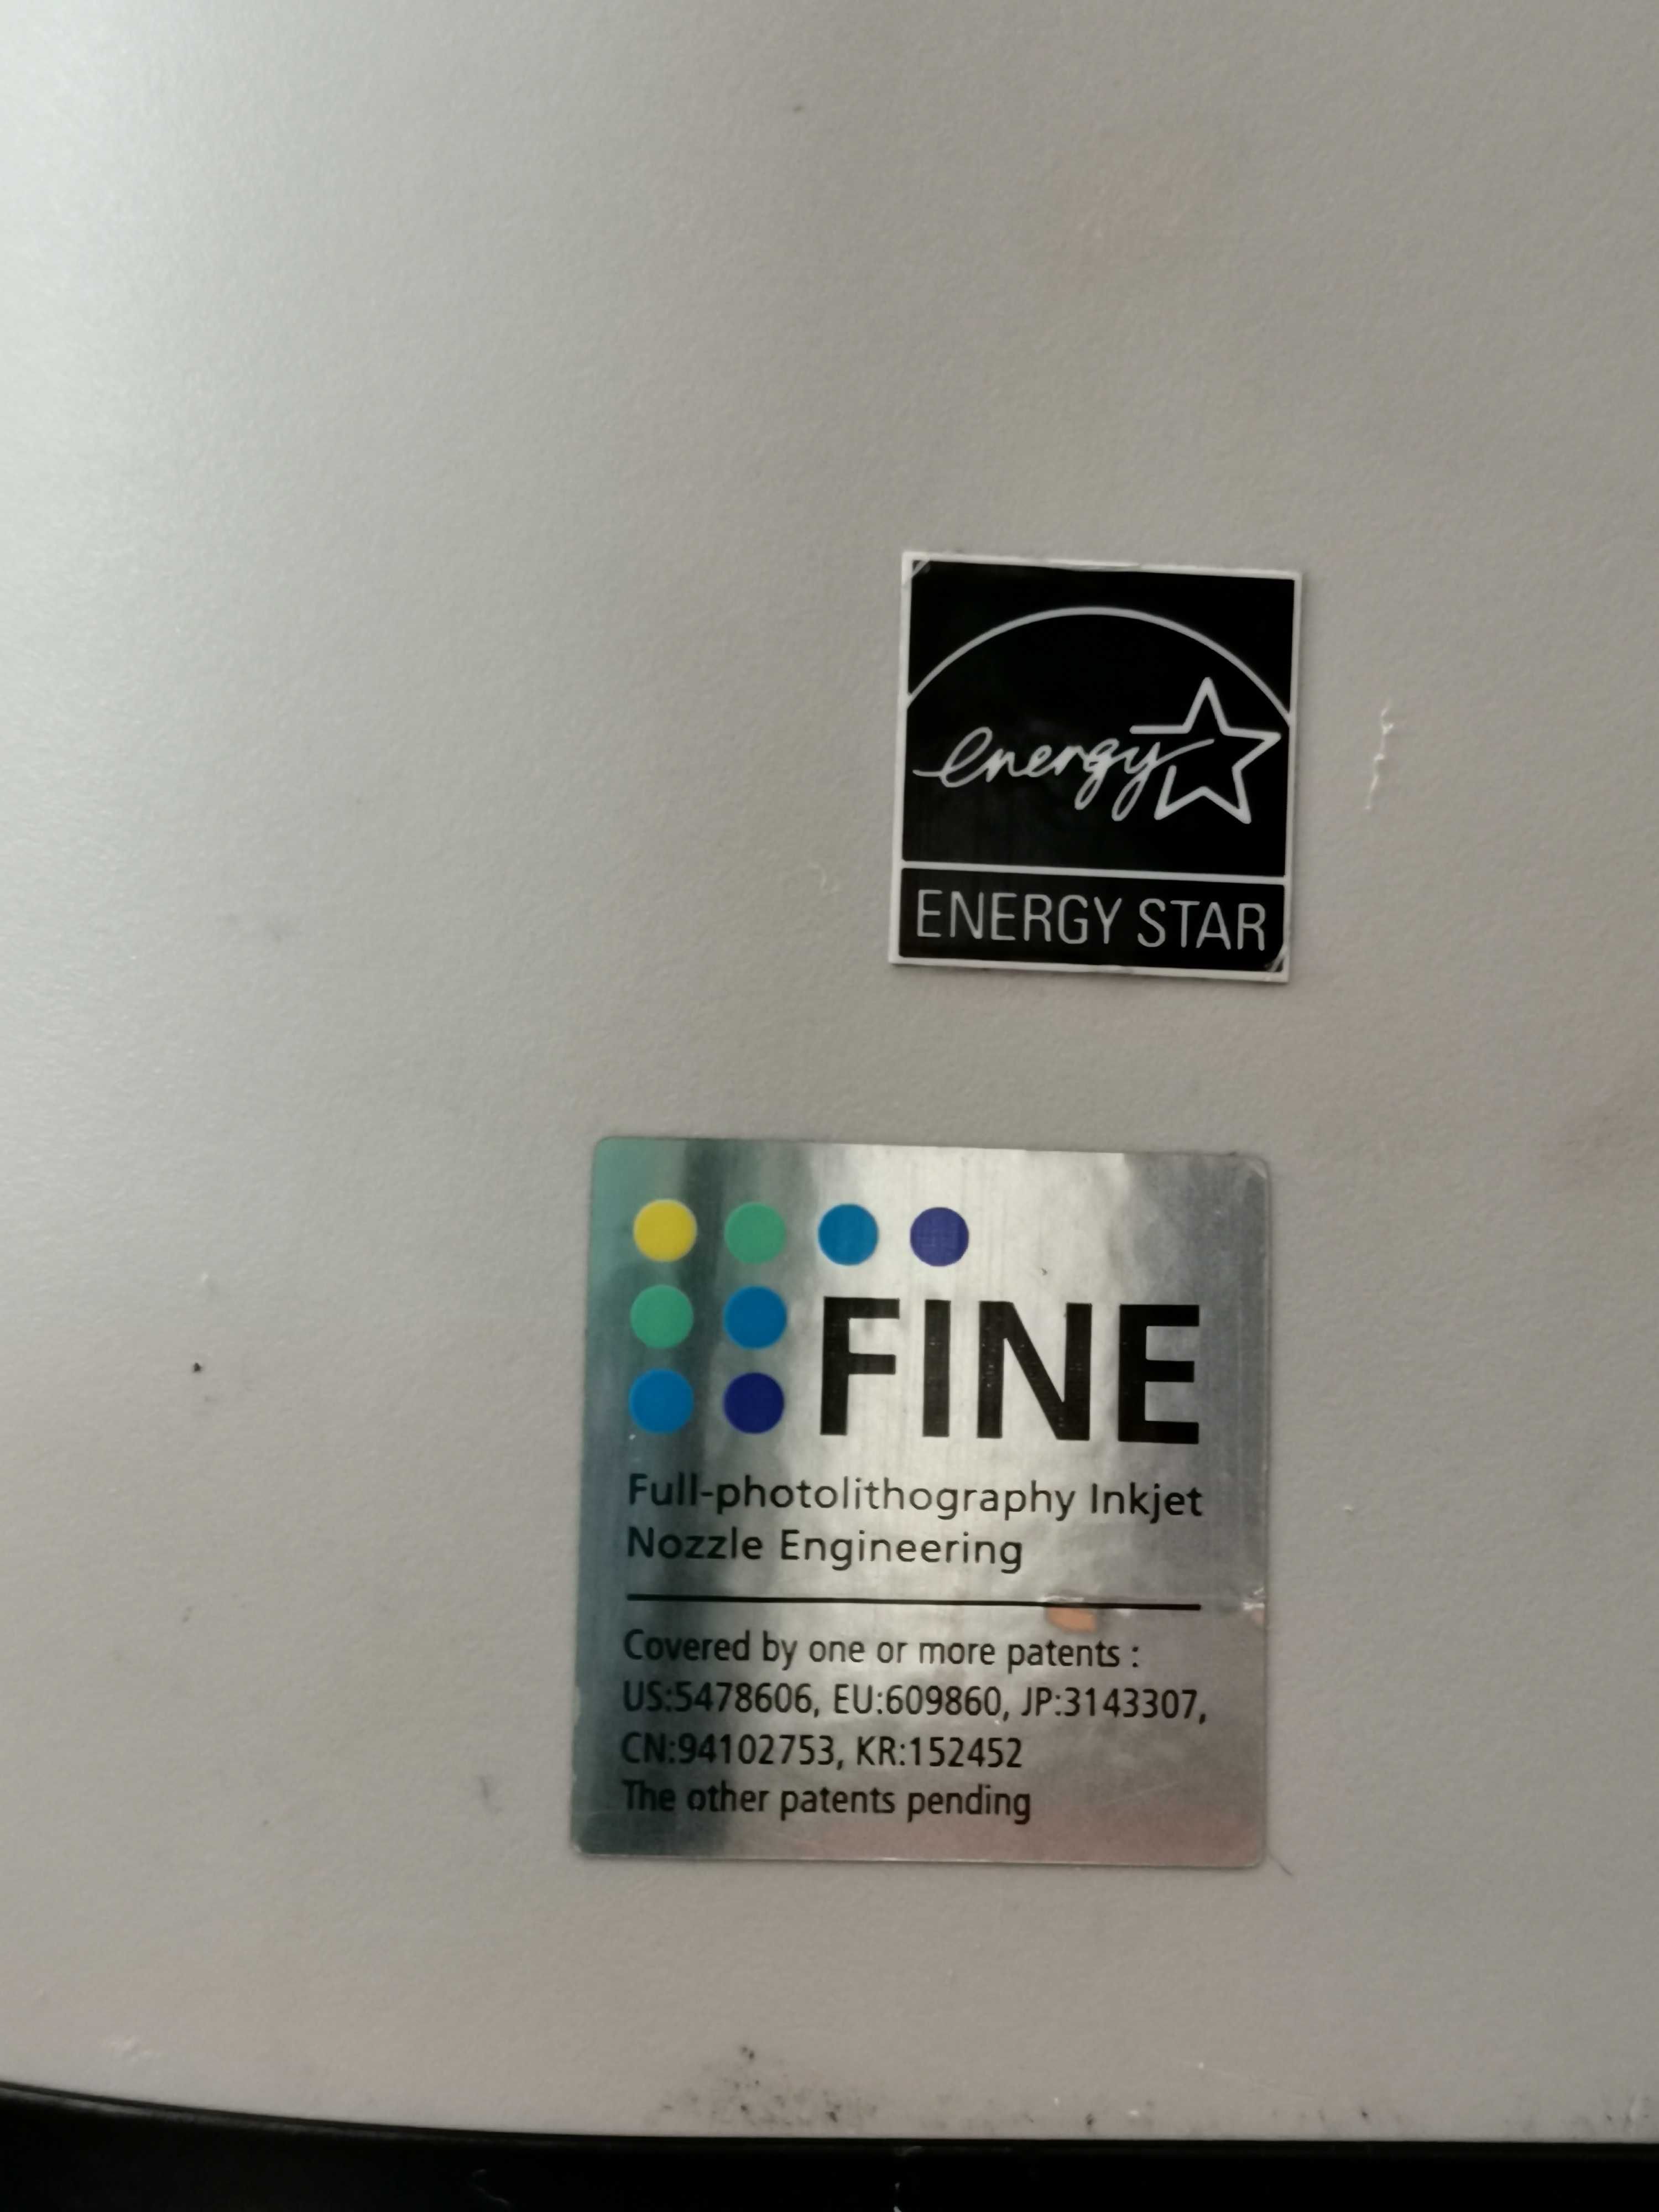 energy
ENERGY STAR
FINE
Full-photolithography Inkjet
Nozzle Engineering
Covered by one or more patents :
US:5478606, EU:609860, JP:3143307,
CN:94102753, KR:152452
The other patents pending